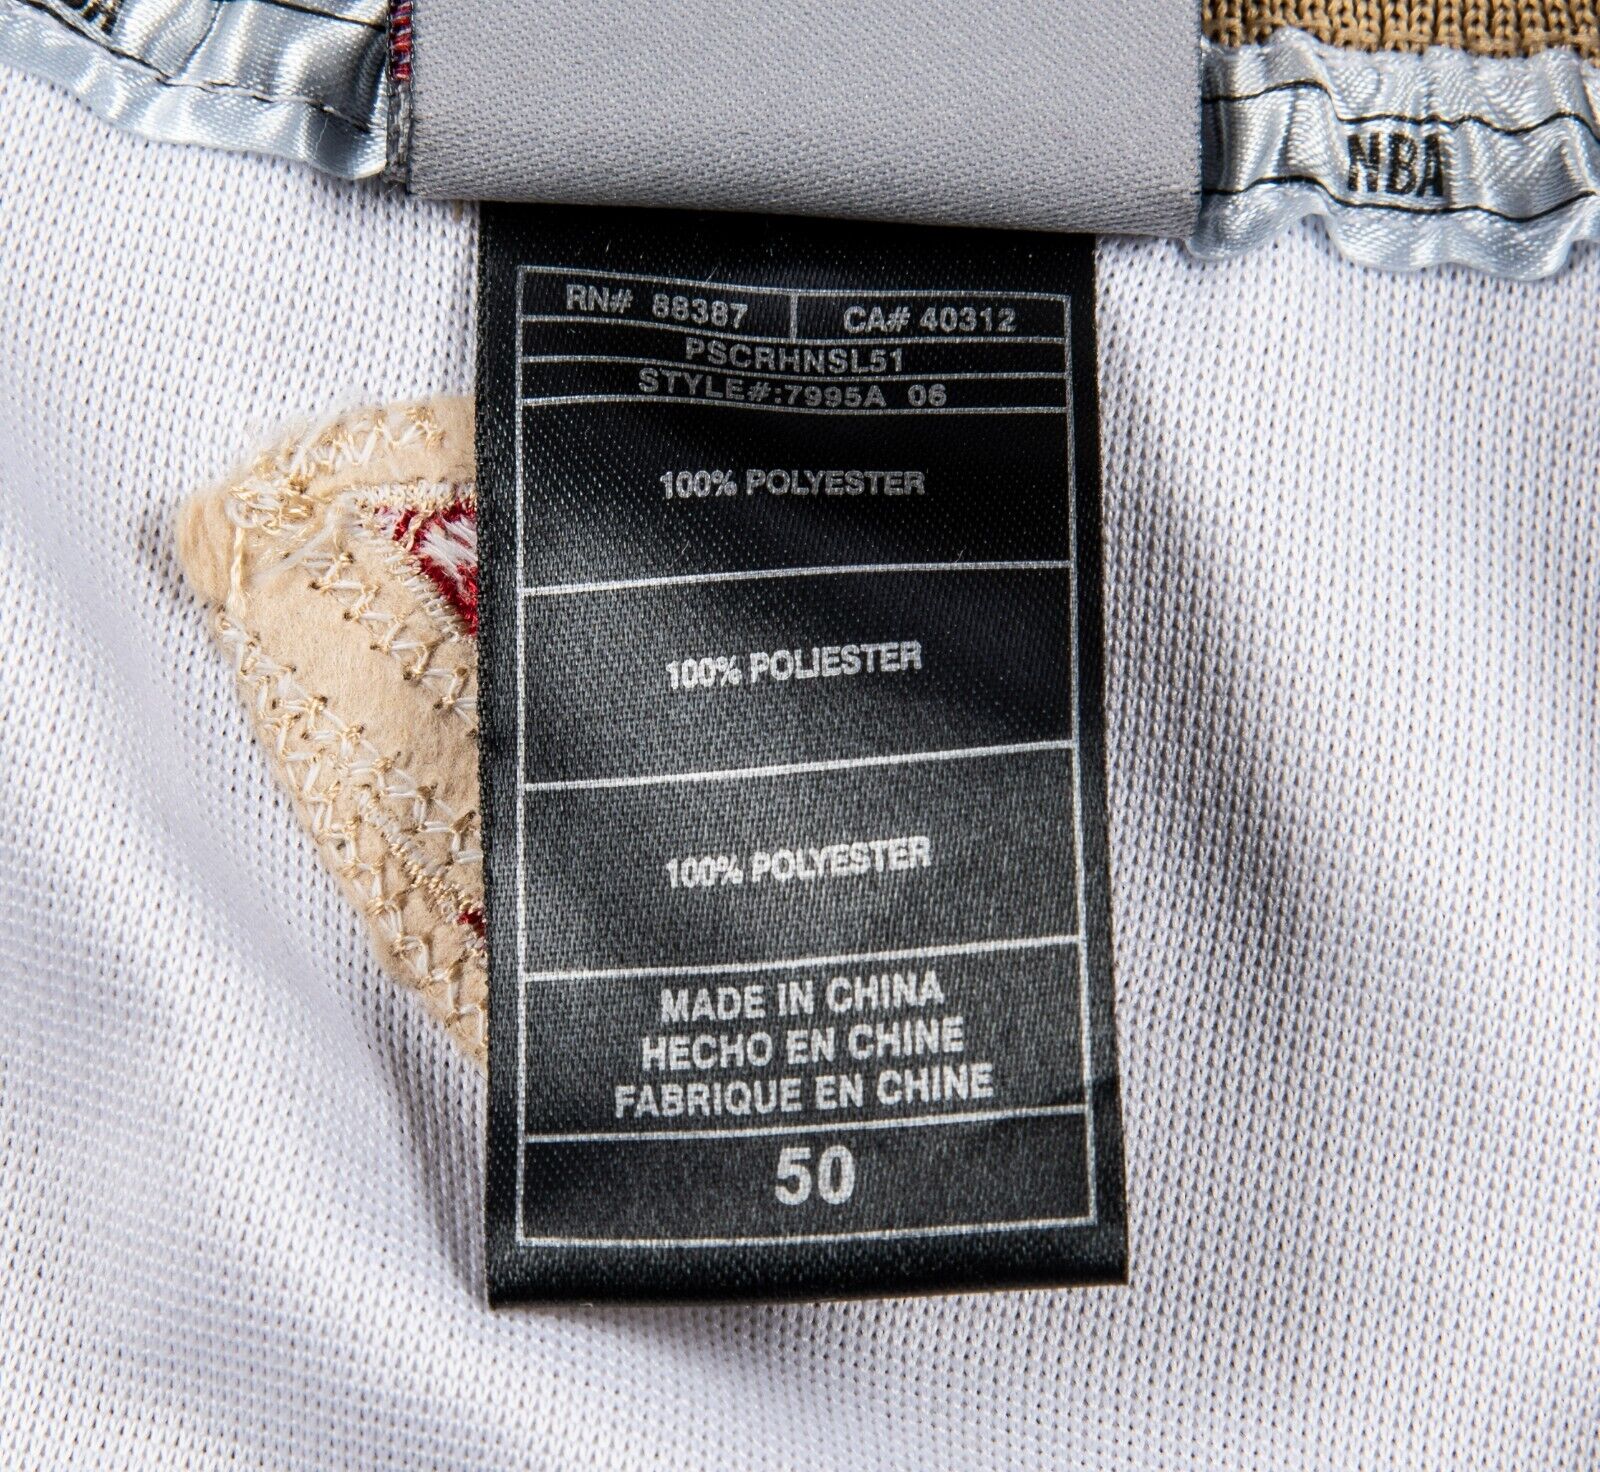 NBA
RN# 88387 CA# 40312
PSCRHNSL51
STYLE#:7995A 06
100% POLYESTER
100% POLIESTER
100% POLYESTER
MADE IN CHINA
HECHO EN CHINE
FABRIQUE EN CHINE
50